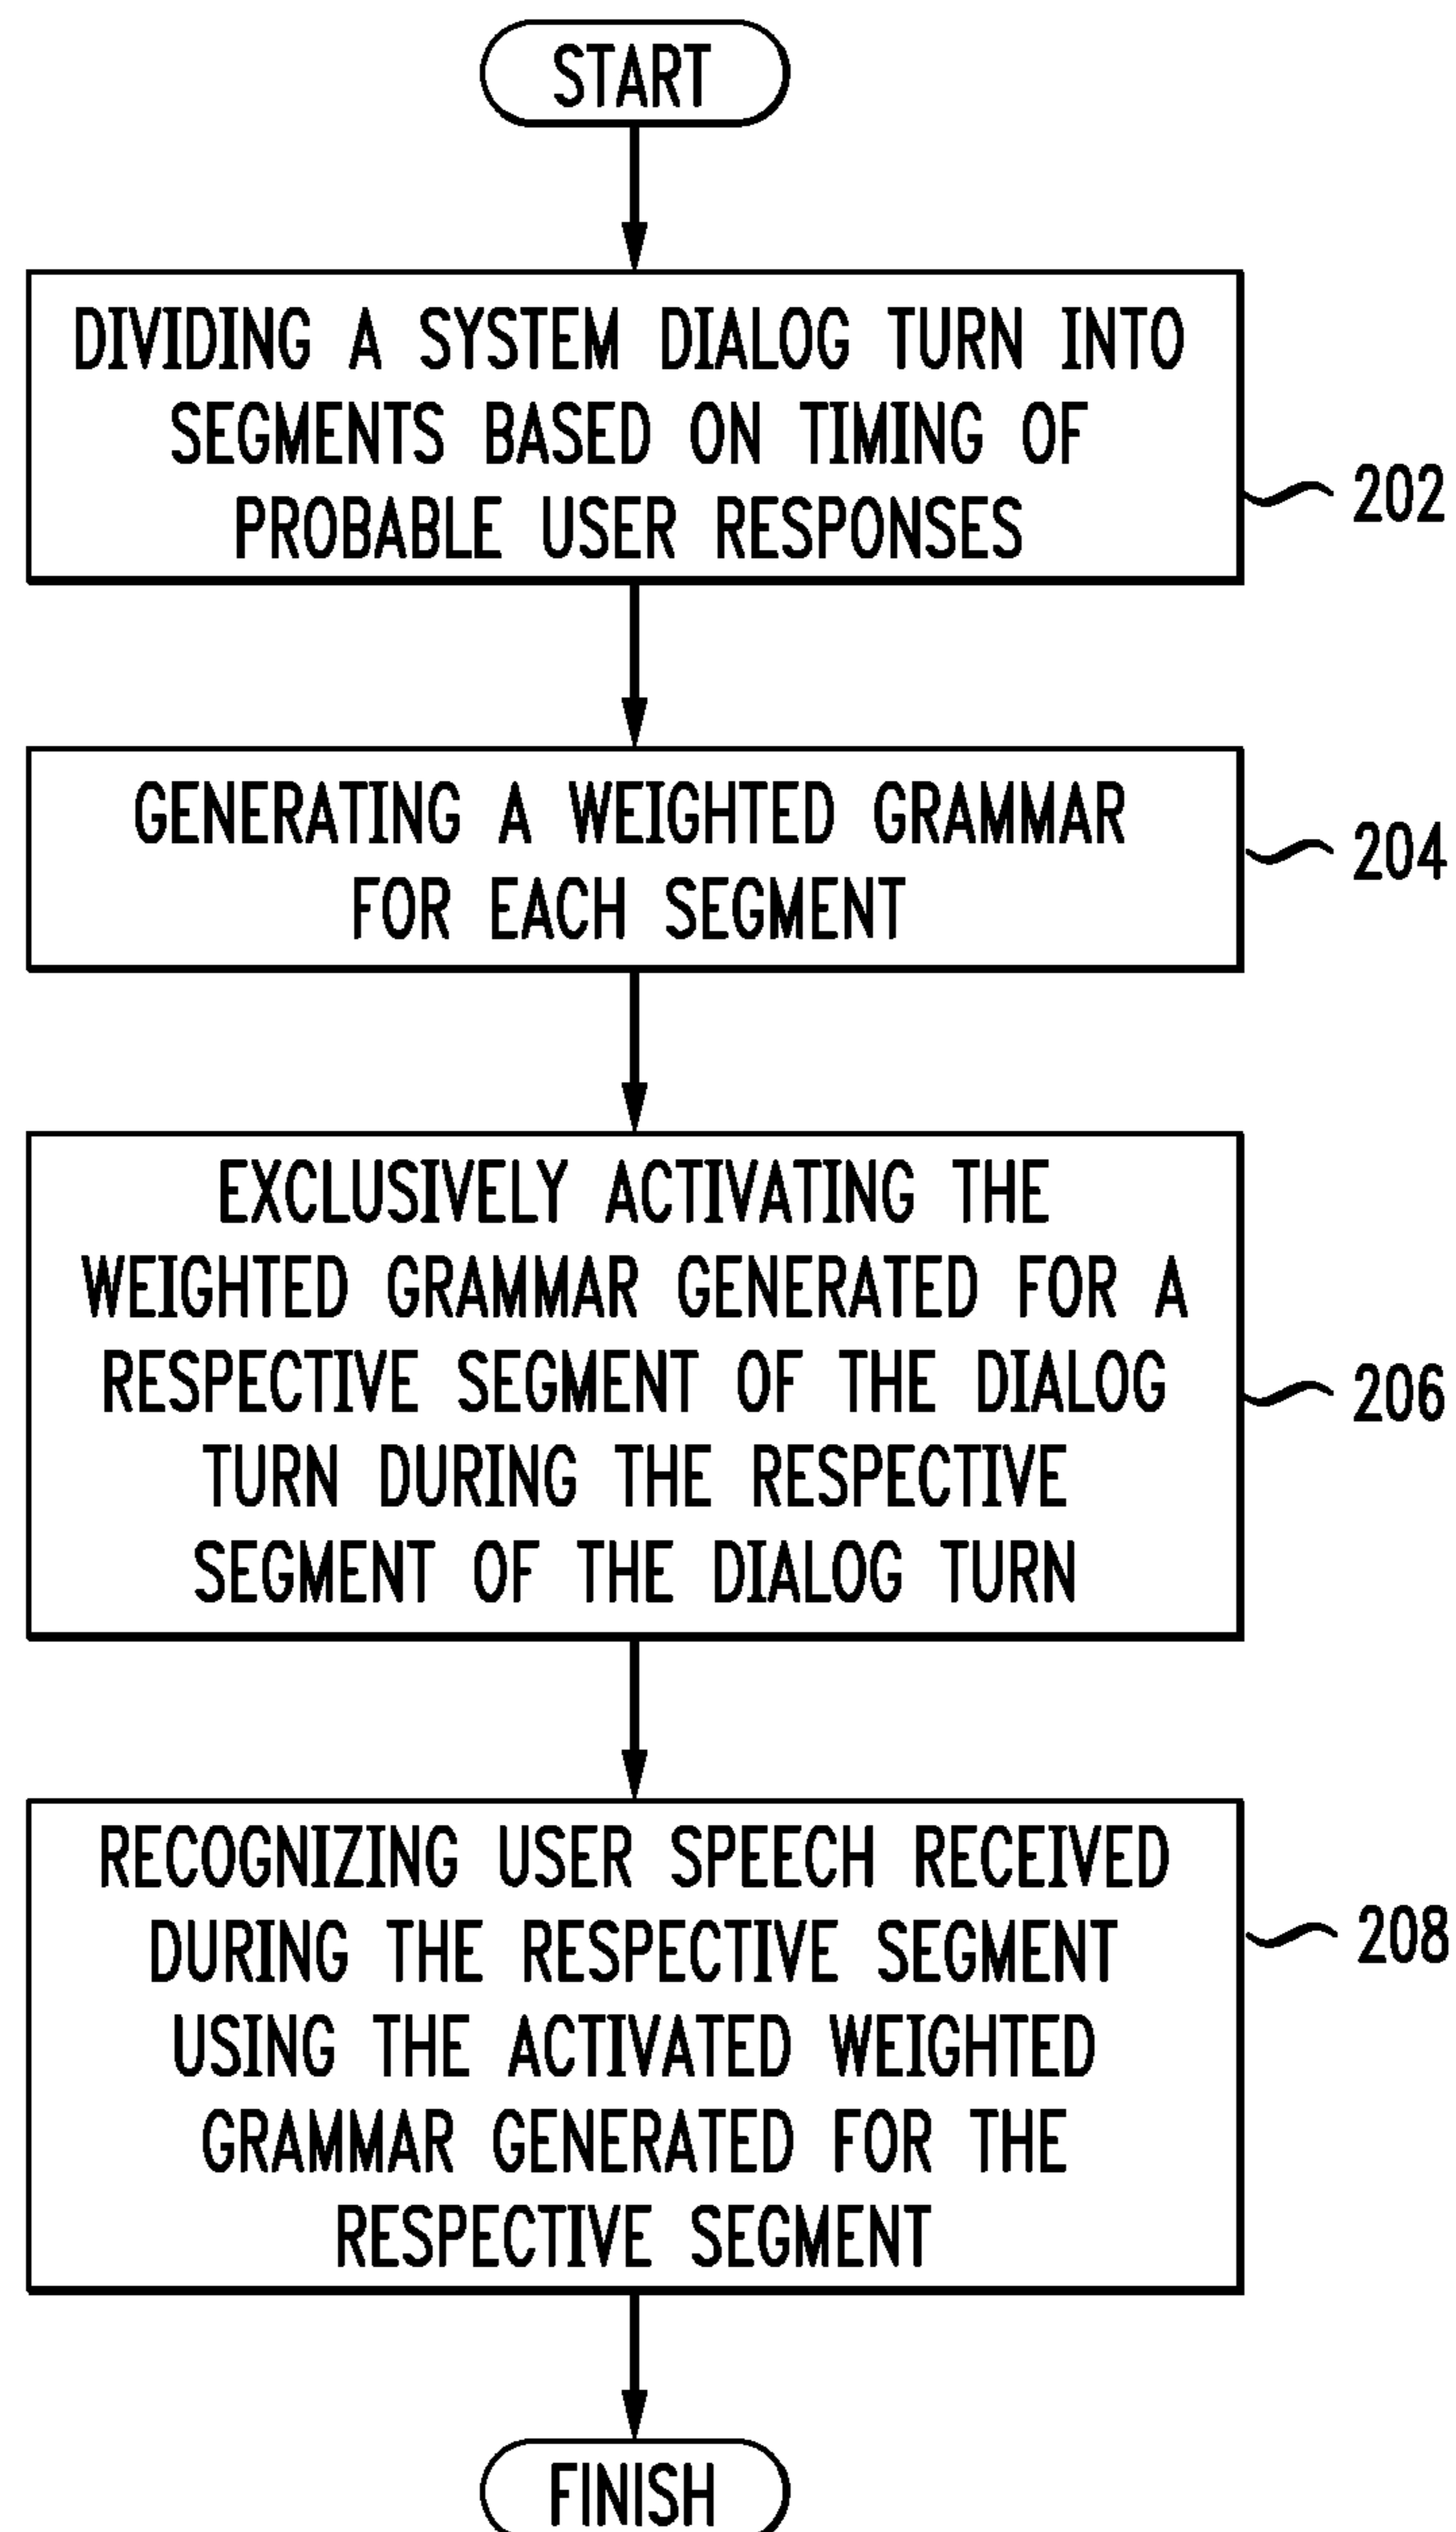 START
DIVIDING A SYSTEM DIALOG TURN INTO
SEGMENTS BASED ON TIMING OF
PROBABLE USER RESPONSES
202
GENERATING A WEIGHTED GRAMMAR
FOR EACH SEGMENT
204
EXCLUSIVELY ACTIVATING THE
WEIGHTED GRAMMAR GENERATED FOR A
RESPECTIVE SEGMENT OF THE DIALOG
TURN DURING THE RESPECTIVE
SEGMENT OF THE DIALOG TURN
206
RECOGNIZING USER SPEECH RECEIVED
DURING THE RESPECTIVE SEGMENT
USING THE ACTIVATED WEIGHTED
GRAMMAR GENERATED FOR THE
RESPECTIVE SEGMENT
208
FINISH